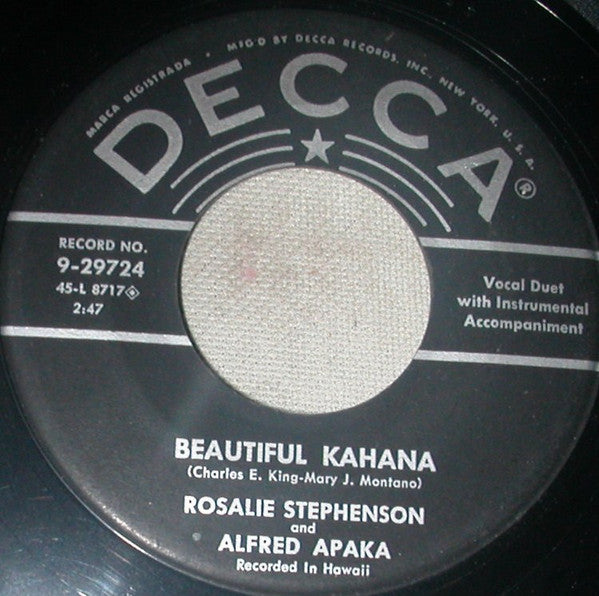 MARCA REGISTRADA • MFG'D BY DECCA RECORDS, INC., NEW YORK, U. S. A.
DECCA®
RECORD NO.
9-29724
45-L 8717
2:47
Vocal Duet
with Instrumental
Accompaniment
BEAUTIFUL KAHANA
(Charles E. King-Mary J. Montano)
ROSALIE STEPHENSON
and
ALFRED APAKA
Recorded In Hawaii